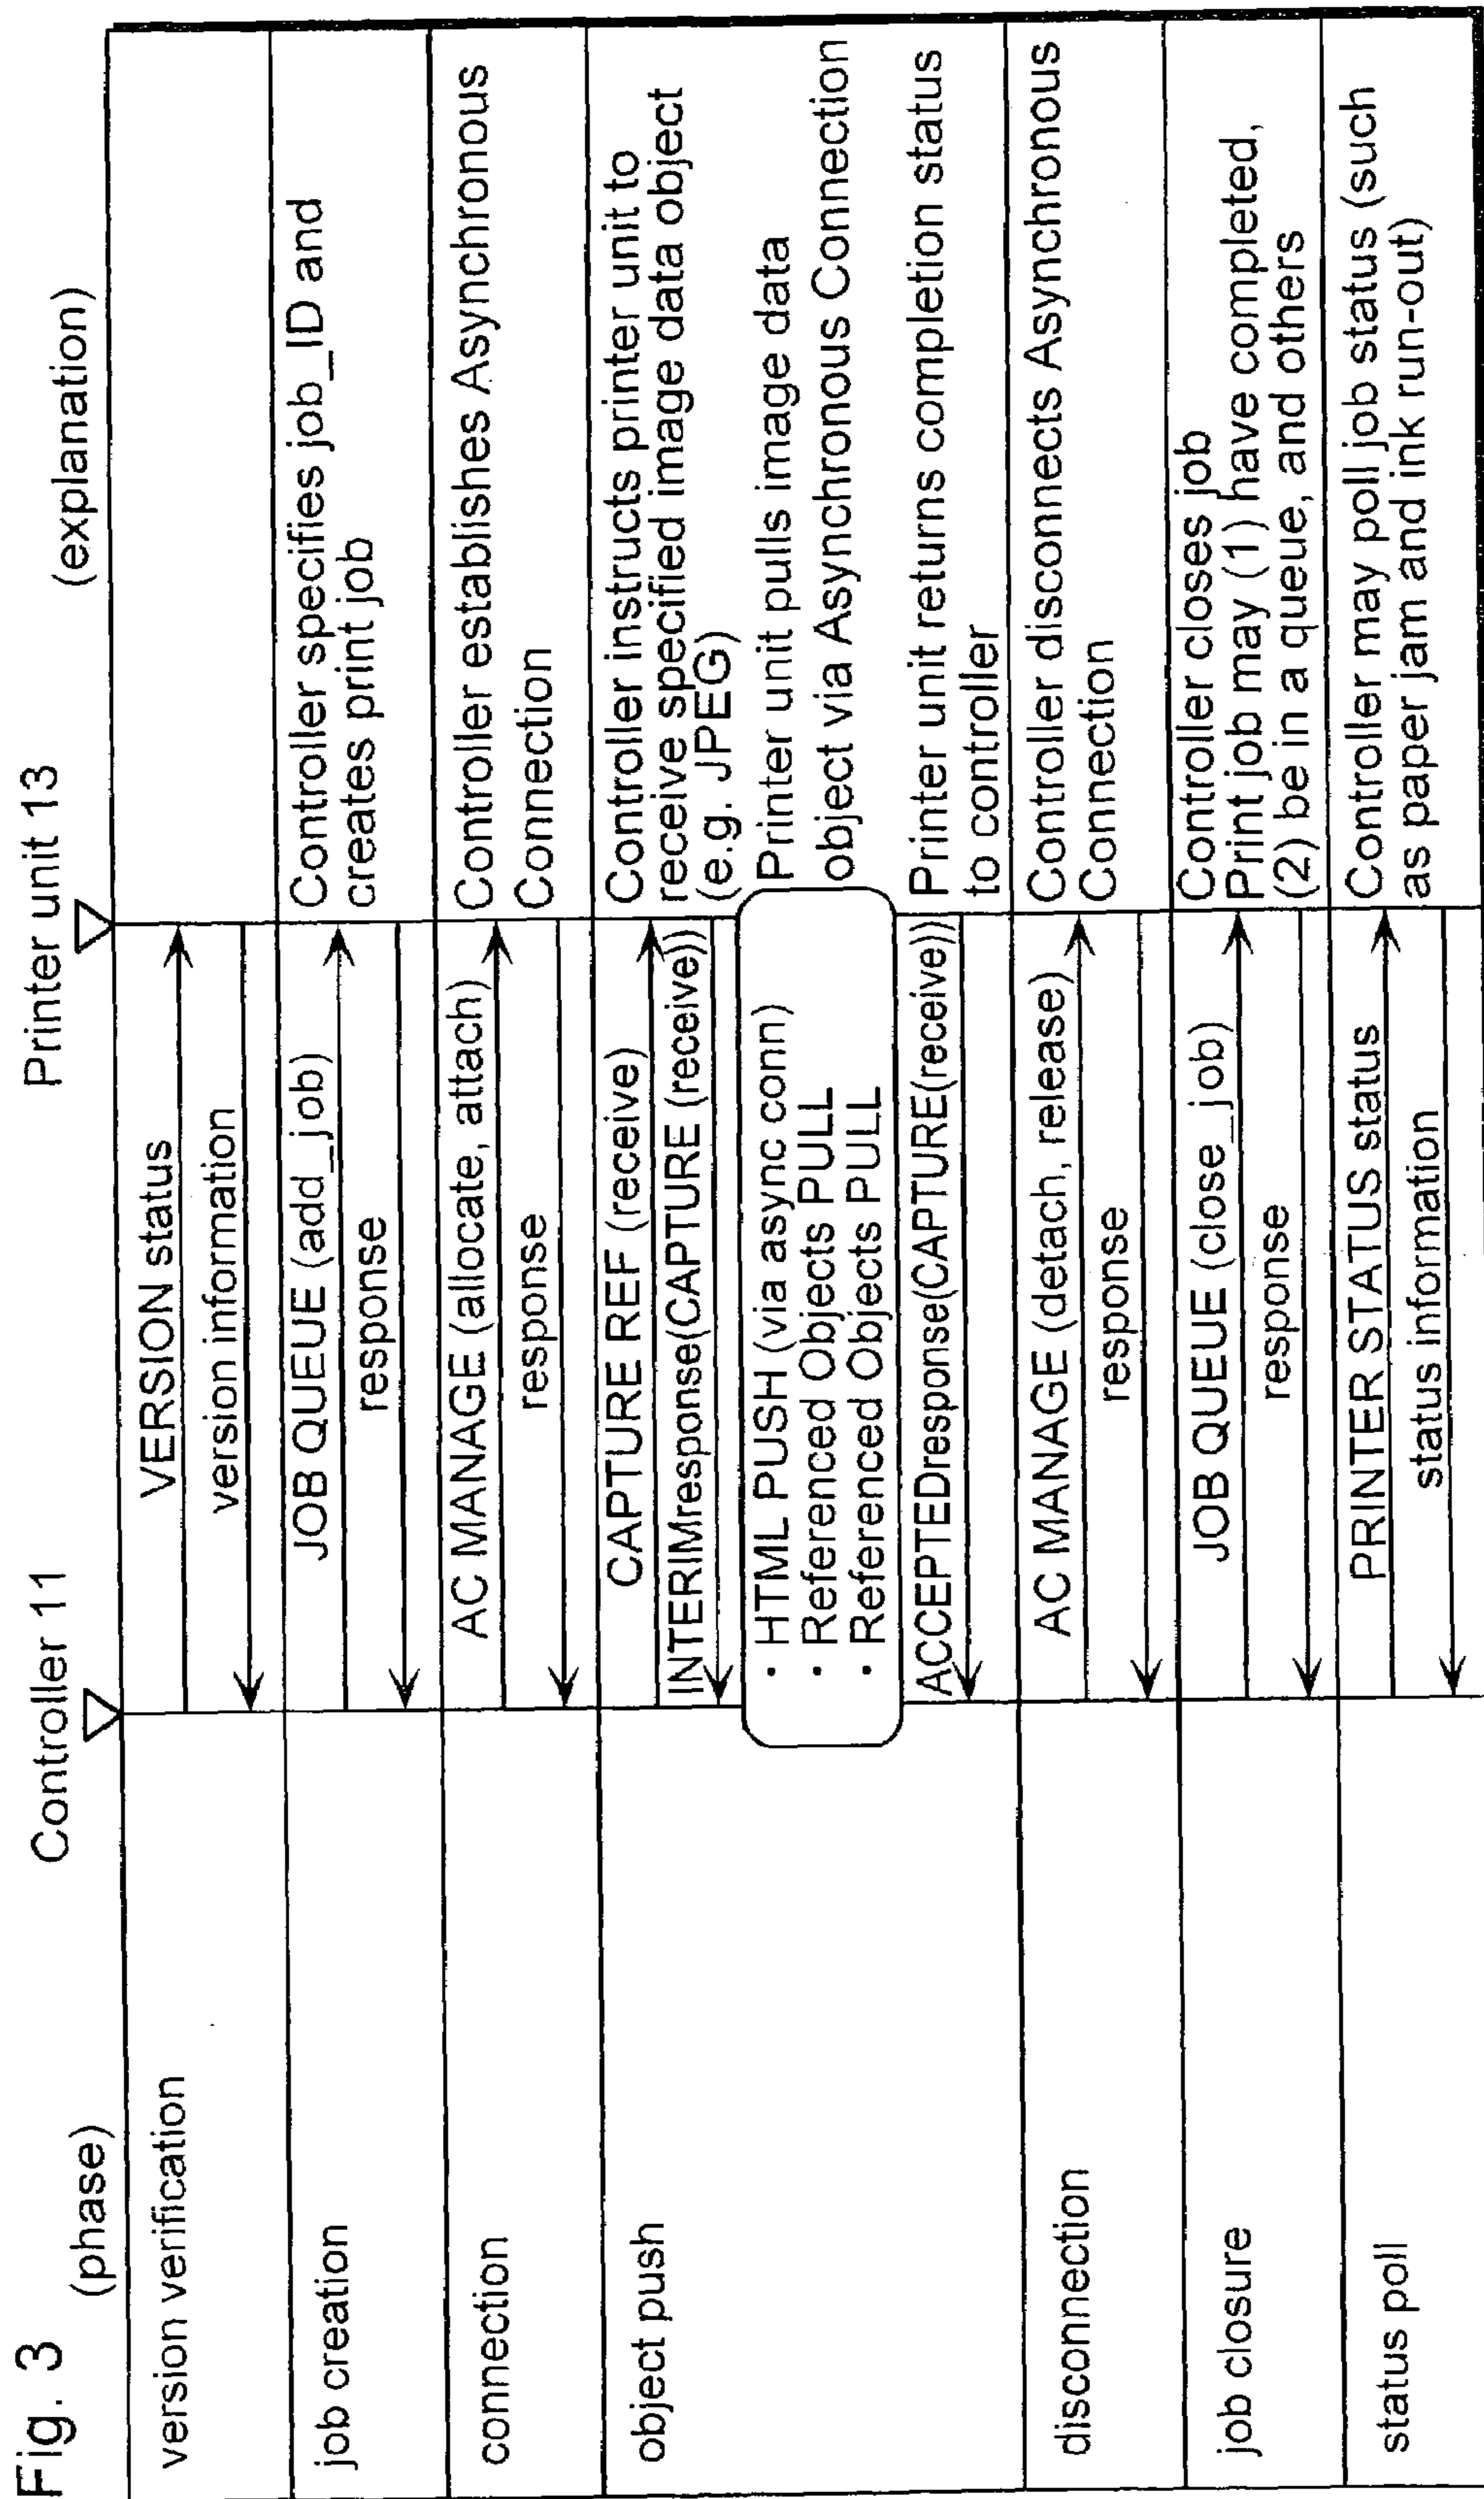 Fig. 3
(phase)
Controller 11
Printer unit 13
(explanation)
version verification
VERSION status
version information
job creation
JOB QUEUE (add_job)
response
Controller specifies job_ID and
creates print job
connection
AC MANAGE (allocate, attach)
response
Controller establishes Asynchronous
Connection
object push
CAPTURE REF (receive)
INTERIMresponse(CAPTURE (receive))
Controller instructs printer unit to
receive specified image data object
(e.g. JPEG)
· HTML PUSH (via async conn)
· Referenced Objects PULL
· Referenced Objects PULL
Printer unit pulls image data
object via Asynchronous Connection
ACCEPTEDresponse(CAPTURE(receive))
Printer unit returns completion status
to controller
disconnection
AC MANAGE (detach, release)
response
Controller disconnects Asynchronous
Connection
job closure
JOB QUEUE (close_job)
response
Controller closes job
Print job may (1) have completed,
(2) be in a queue, and others
status poll
PRINTER STATUS status
status information
Controller may poll job status (such
as paper jam and ink run-out)